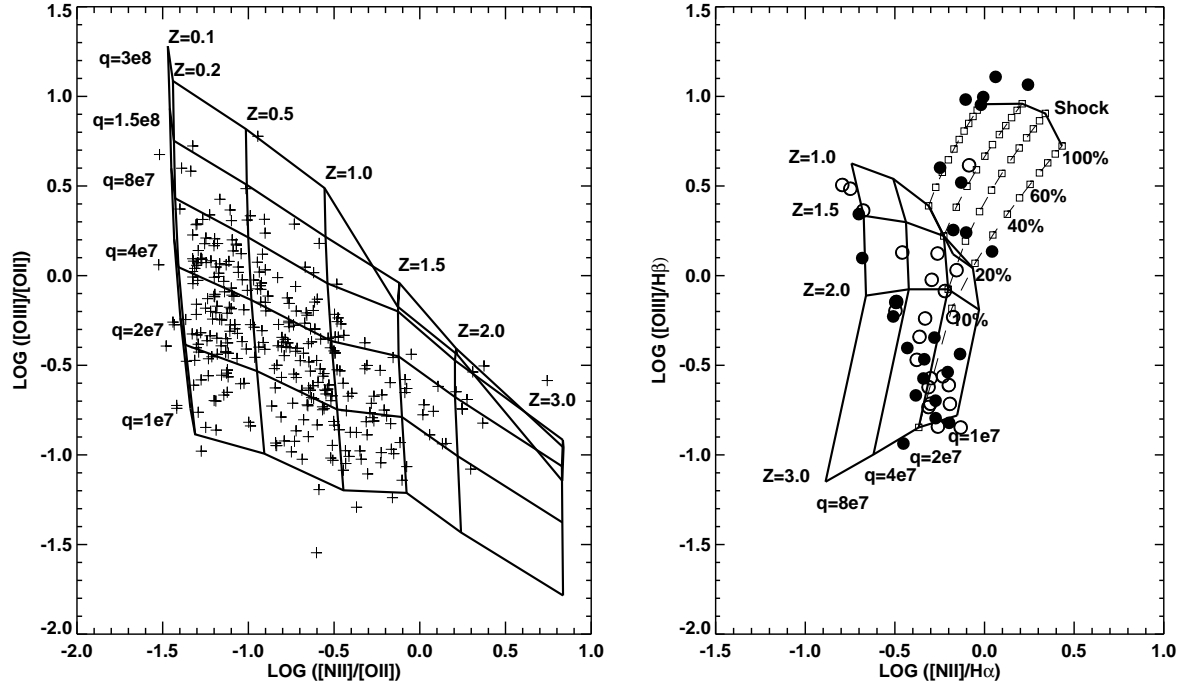 1.5
1.0
0.5
0.0
-0.5
-1.0
-1.5
-2.0
LOG ([OIII]/[OII])
Z=0.1
q=3e8
Z=0.2
q=1.5e8
Z=0.5
q=8e7
Z=1.0
q=4e7
Z=1.5
q=2e7
Z=2.0
Z=3.0
q=1e7
-2.0 -1.5 -1.0 -0.5 0.0 0.5 1.0
LOG ([NII]/[OII])
1.5
1.0
0.5
0.0
-0.5
-1.0
-1.5
-2.0
LOG ([OIII]/Hβ)
Shock
Z=1.0
100%
60%
Z=1.5
40%
20%
Z=2.0
10%
q=1e7
q=2e7
Z=3.0
q=4e7
q=8e7
-1.5 -1.0 -0.5 0.0 0.5 1.0 1.5
LOG ([NII]/Hα)